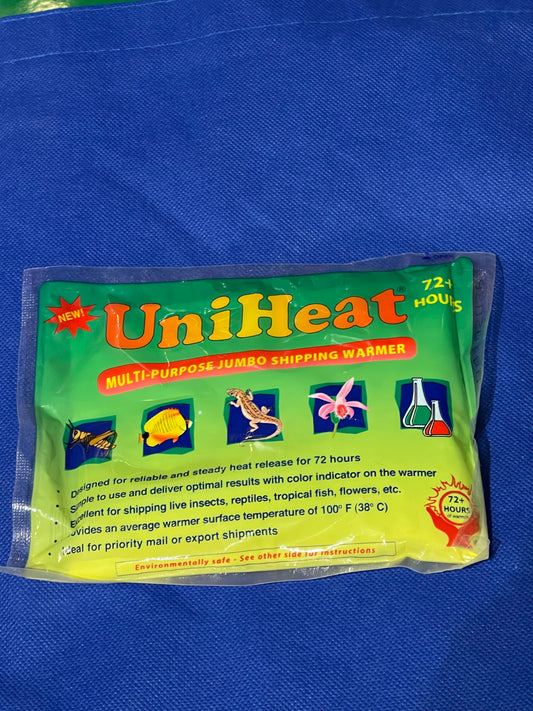 NEW!
UniHeat®
72+
HOURS
MULTI-PURPOSE JUMBO SHIPPING WARMER
Designed for reliable and steady heat release for 72 hours
Simple to use and deliver optimal results with color indicator on the warmer
Excellent for shipping live insects, reptiles, tropical fish, flowers, etc.
Provides an average warmer surface temperature of 100° F (38° C)
Ideal for priority mail or export shipments
72+
HOURS
Environmentally safe - See other side for instructions